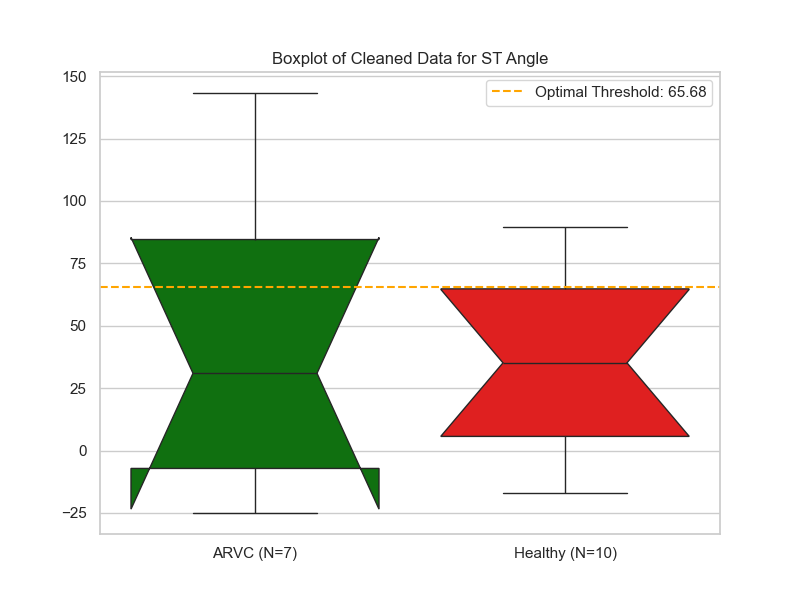 Boxplot of Cleaned Data for ST Angle
Optimal Threshold: 65.68
150
125
100
75
50
25
0
−25
ARVC (N=7)
Healthy (N=10)